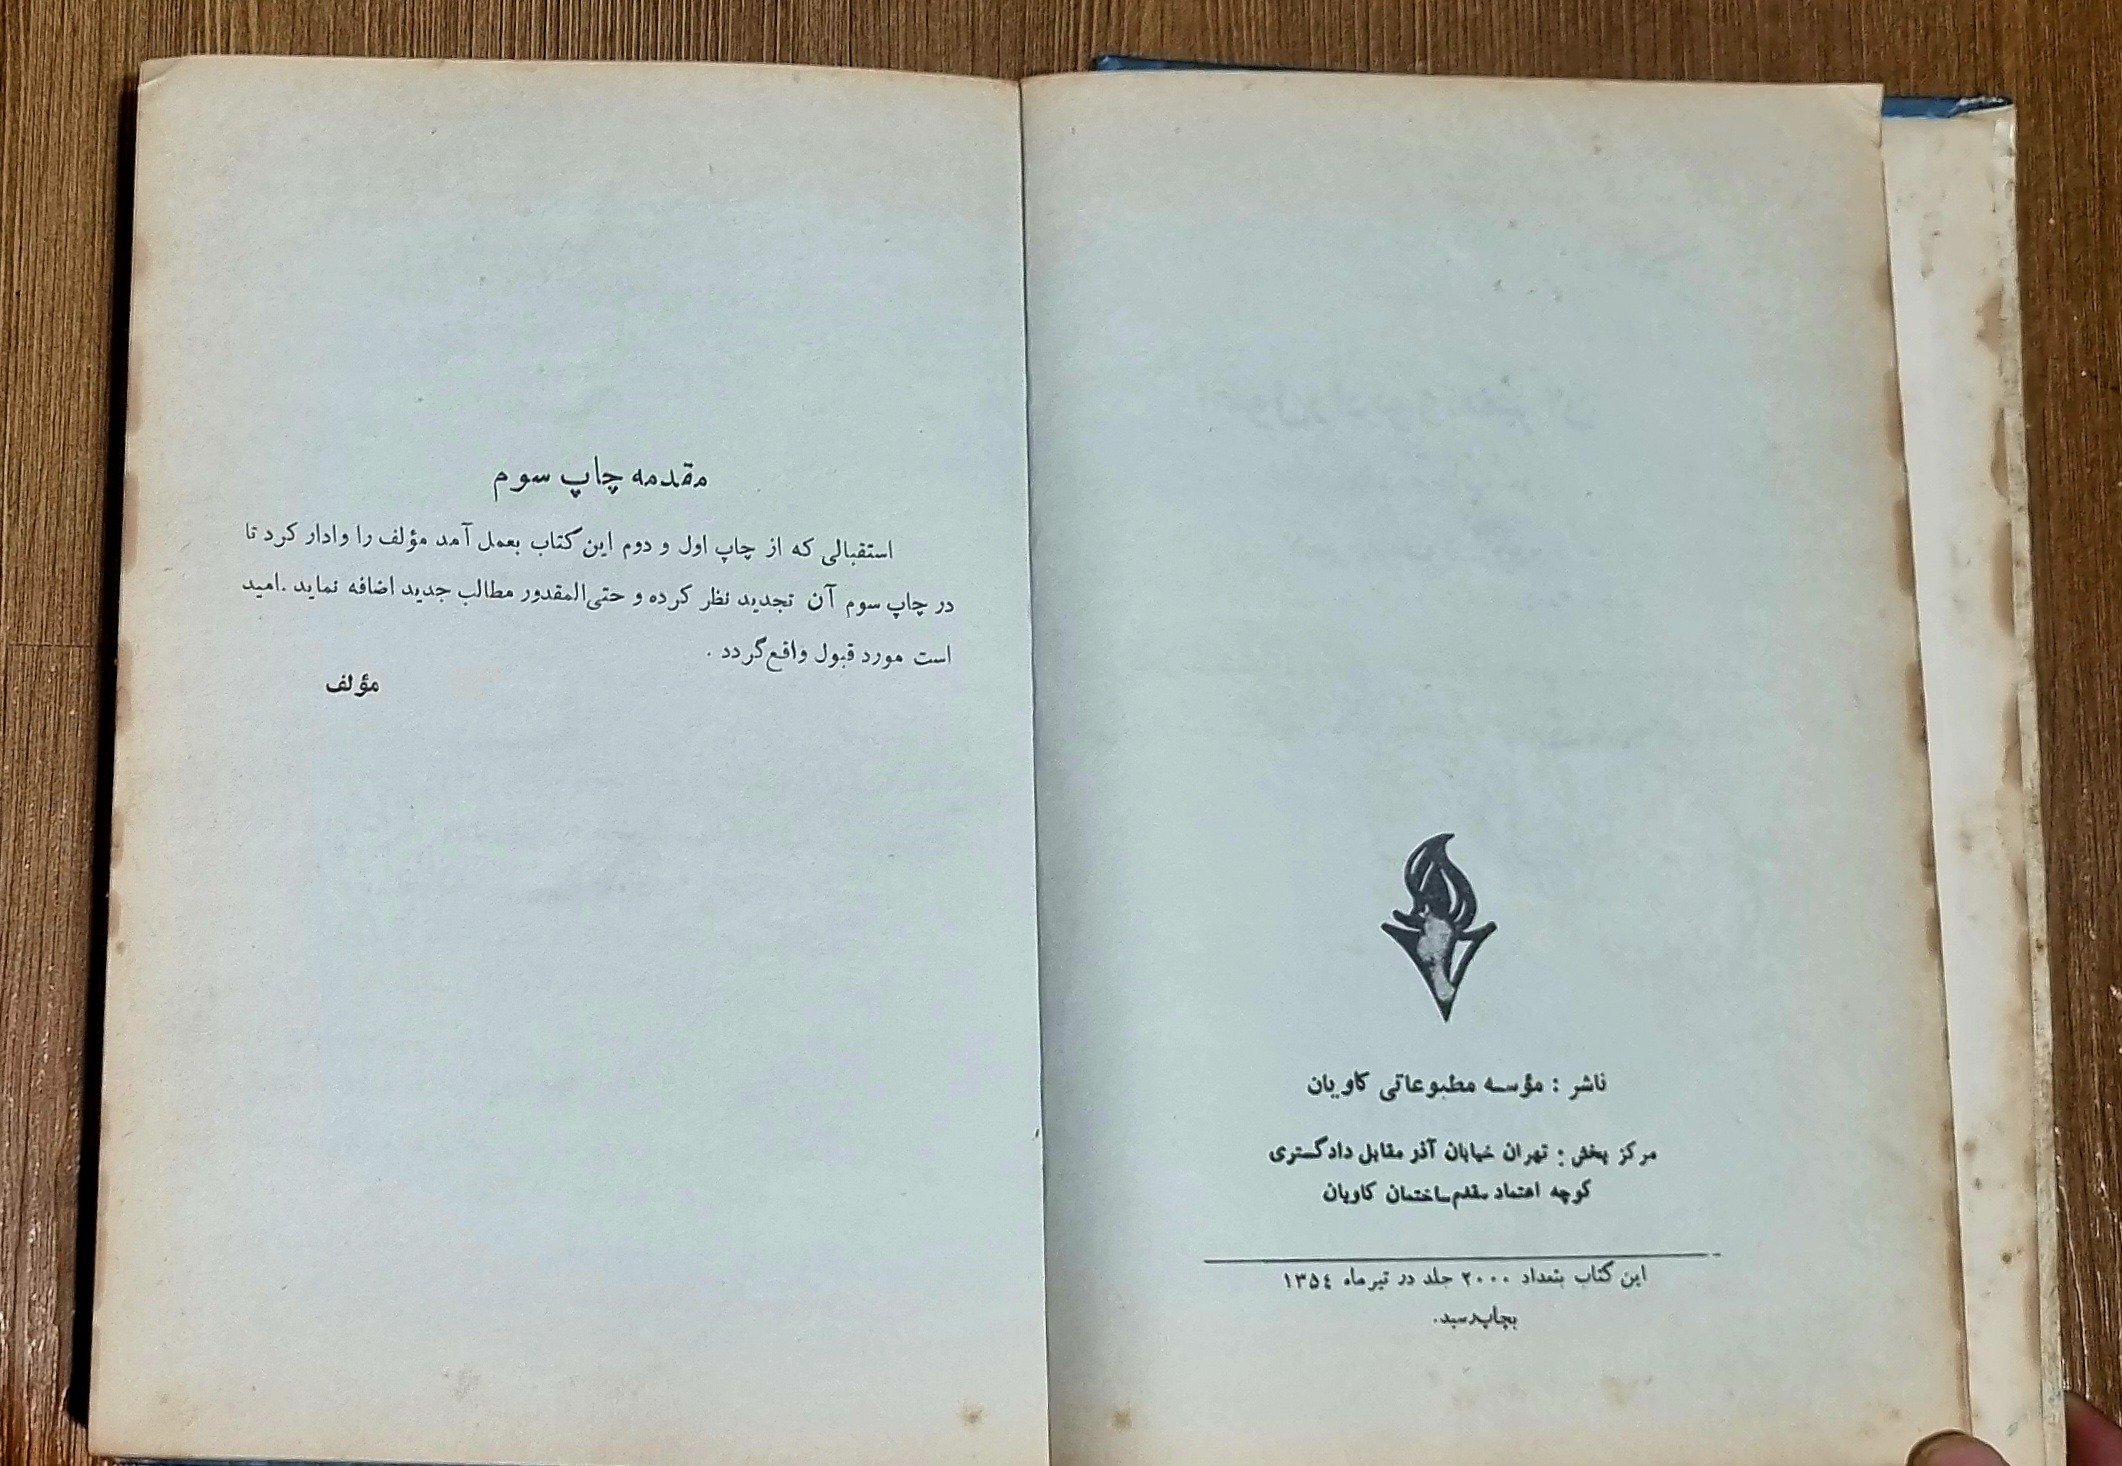 ناشر : مؤسسه مطبوعاتی کاویان
مرکز پخش : تهران خیابان آذر مقابل دادگستری
کوچه اعتماد مقدم ساختمان کاویان
این کتاب بتعداد ۲۰۰۰ جلد در تیرماه ۱۳۵۴
بچاپ رسید.
مقدمه چاپ سوم
استقبالی که از چاپ اول و دوم این کتاب بعمل آمد مؤلف را وادار کرد تا
در چاپ سوم آن تجدید نظر کرده و حتی‌المقدور مطالب جدید اضافه نماید .امید
است مورد قبول واقع گردد .
مؤلف